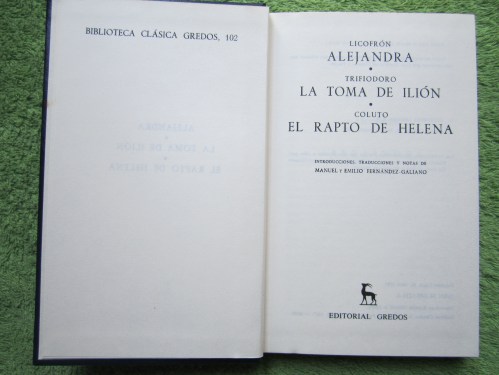 BIBLIOTECA CLÁSICA GREDOS, 102
LICOFRÓN
ALEJANDRA
•
TRIFIODORO
LA TOMA DE ILIÓN
•
COLUTO
EL RAPTO DE HELENA
INTRODUCCIONES, TRADUCCIONES Y NOTAS DE
MANUEL Y EMILIO FERNÁNDEZ-GALIANO
EDITORIAL GREDOS